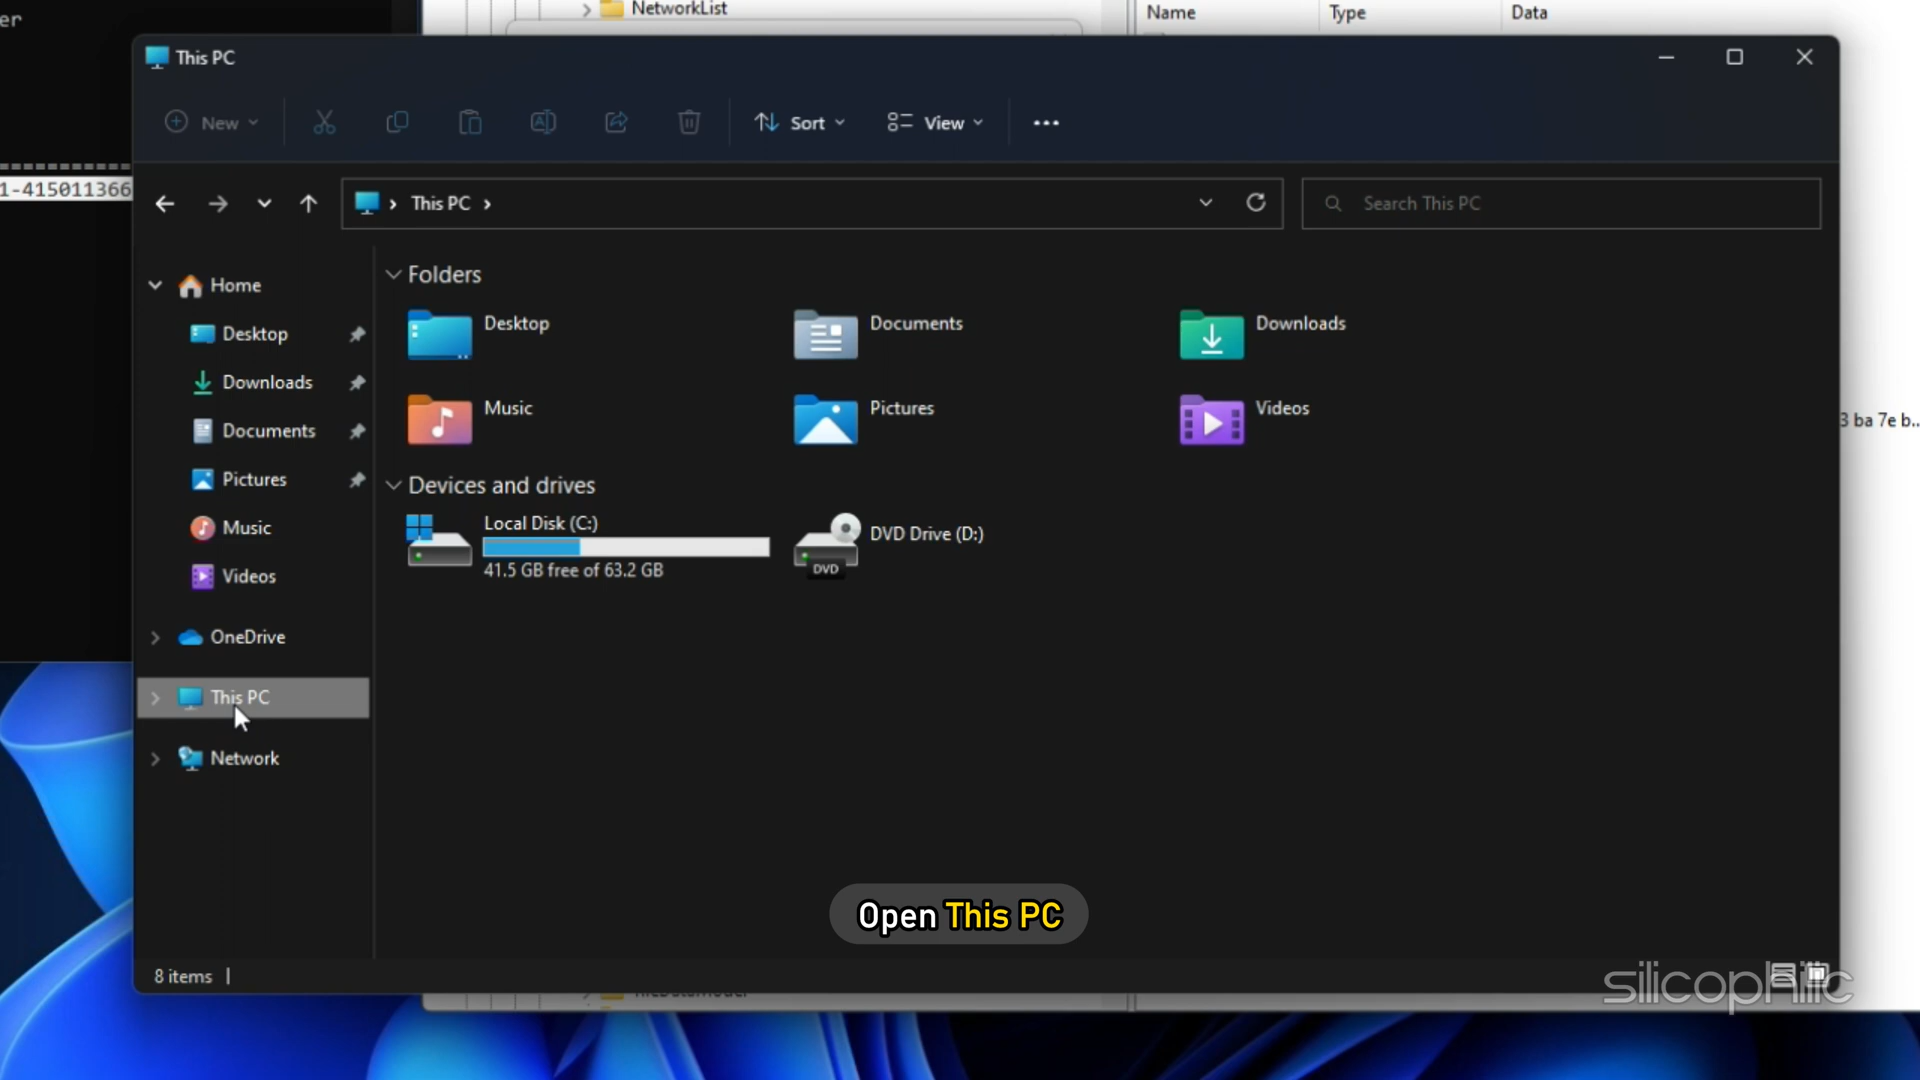 er
NetworkList
Name Type Data
This PC
New Sort View
1-415011366
This PC
Search This PC
Home
Desktop
Downloads
Documents
Pictures
Music
Videos
OneDrive
This PC
Network
Folders
Desktop Documents Downloads
Music Pictures Videos
Devices and drives
Local Disk (C:)
41.5 GB free of 63.2 GB
DVD Drive (D:)
DVD
3 ba 7e b..
Open This PC
8 items
silicophilic